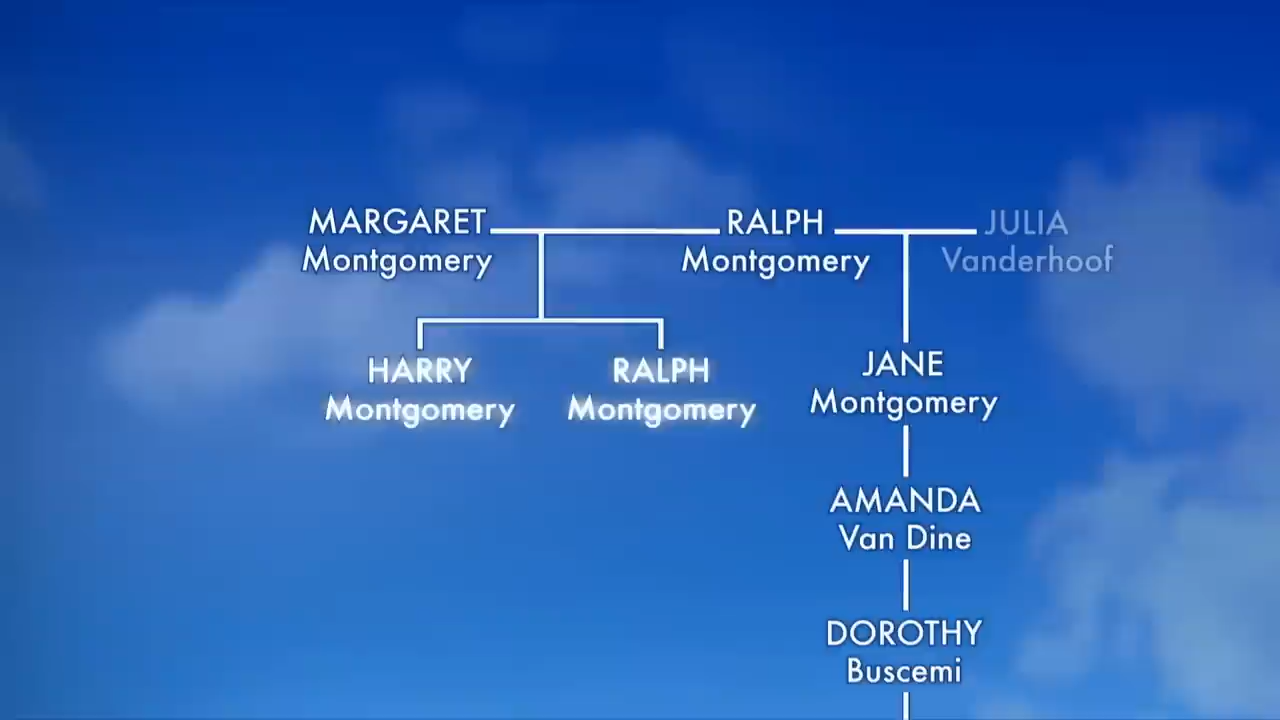 MARGARET
Montgomery
RALPH
Montgomery
JULIA
Vanderhoof
HARRY
Montgomery
RALPH
Montgomery
JANE
Montgomery
AMANDA
Van Dine
DOROTHY
Buscemi